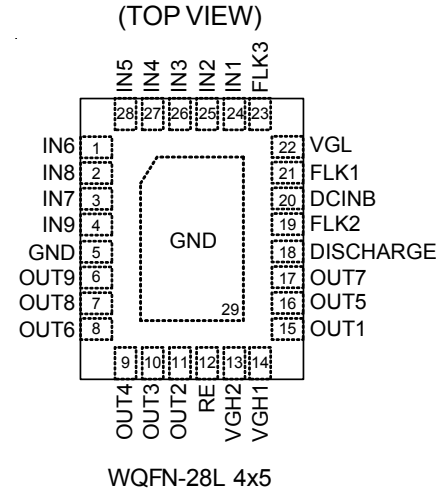 (TOP VIEW)
IN5 IN4 IN3 IN2 IN1 FLK3
28 27 26 25 24 23
IN6 1 22 VGL
IN8 2 21 FLK1
IN7 3 20 DCINB
IN9 4 19 FLK2
GND 5 18 DISCHARGE
OUT9 6 17 OUT7
OUT8 7 16 OUT5
OUT6 8 15 OUT1
GND
29
9 10 11 12 13 14
OUT4 OUT3 OUT2 RE VGH2 VGH1
WQFN-28L 4x5